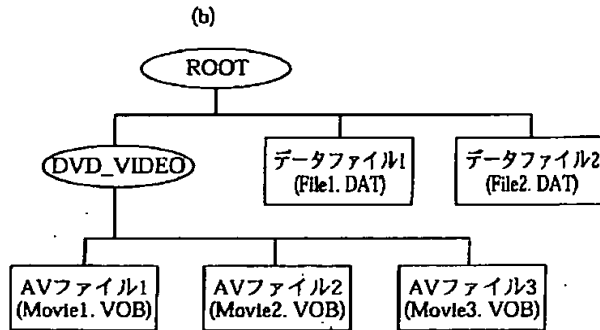 (b)
ROOT
DVD_VIDEO
データファイル1
(File1. DAT)
データファイル2
(File2. DAT)
AVファイル1
(Movie1. VOB)
AVファイル2
(Movie2. VOB)
AVファイル3
(Movie3. VOB)